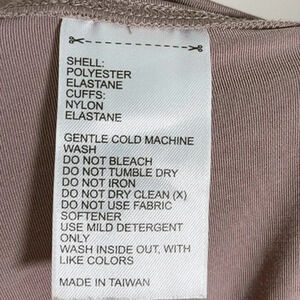 SHELL:
POLYESTER
ELASTANE
CUFFS:
NYLON
ELASTANE
GENTLE COLD MACHINE
WASH
DO NOT BLEACH
DO NOT TUMBLE DRY
DO NOT IRON
DO NOT DRY CLEAN (X)
DO NOT USE FABRIC
SOFTENER
USE MILD DETERGENT
ONLY
WASH INSIDE OUT, WITH
LIKE COLORS
MADE IN TAIWAN